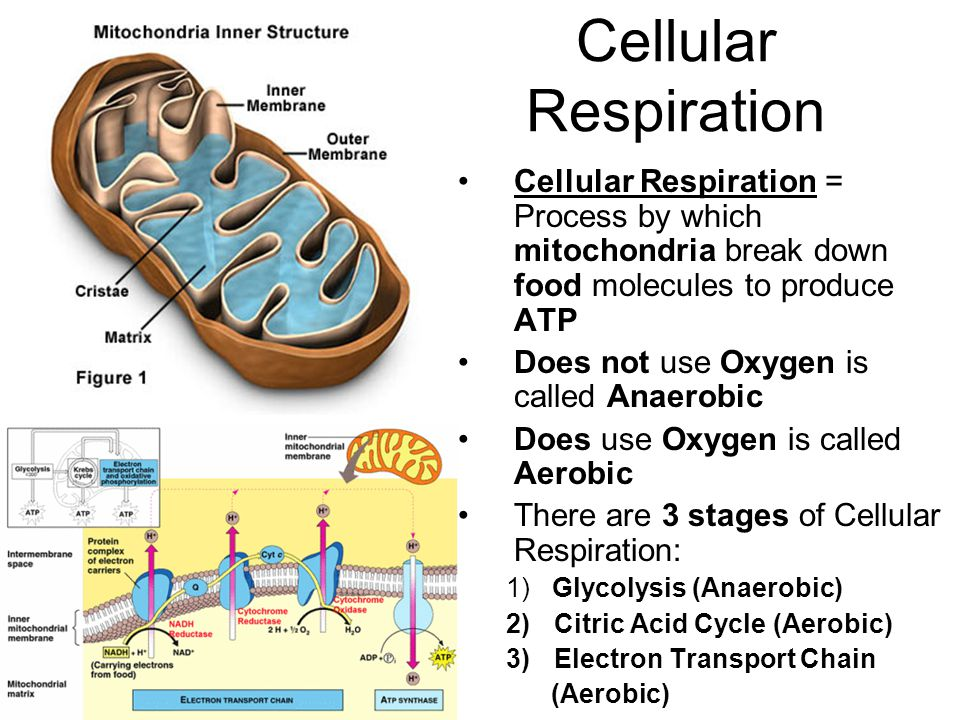 Cellular
Respiration
Mitochondria Inner Structure
Inner
Membrane
Outer
Membrane
Cristae
Matrix
Figure 1
• Cellular Respiration =
Process by which
mitochondria break down
food molecules to produce
ATP
• Does not use Oxygen is
called Anaerobic
• Does use Oxygen is called
Aerobic
• There are 3 stages of Cellular
Respiration:
1) Glycolysis (Anaerobic)
2) Citric Acid Cycle (Aerobic)
3) Electron Transport Chain
(Aerobic)
Glycolysis
Krebs
cycle
Electron
transport chain
and oxidative
phosphorylation
ATP
ATP
ATP
Inner
mitochondrial
membrane
H+
H+
H+
H+
Intermembrane
space
Protein
complex
of electron
carriers
Q
Cyt c
Inner
mitochondrial
membrane
NADH
Reductase
Cytochrome
Reductase
Cytochrome
Oxidase
2 H + ½ O2
H2O
NADH + H+
NAD+
(Carrying electrons
from food)
ADP + P i
ATP
H+
Mitochondrial
matrix
ELECTRON TRANSPORT CHAIN
ATP SYNTHASE